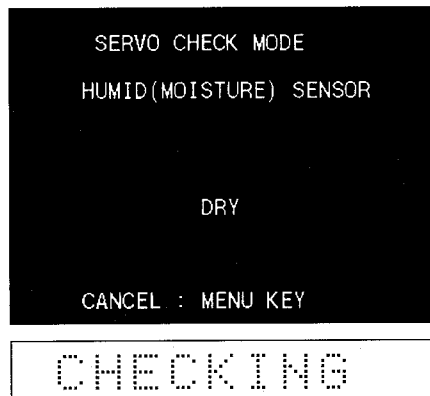 SERVO CHECK MODE
HUMID(MOISTURE) SENSOR
DRY
CANCEL : MENU KEY
CHECKING